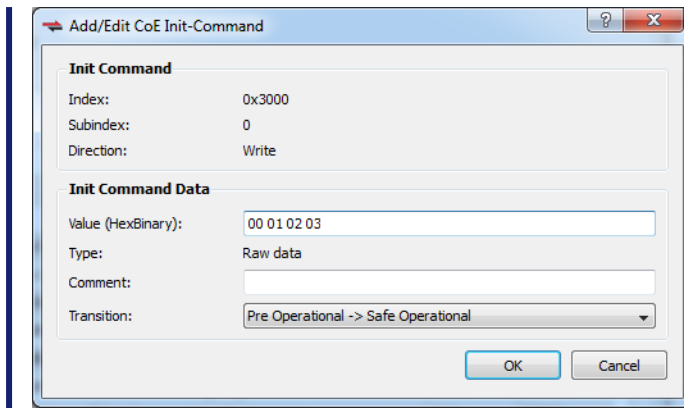 Add/Edit CoE Init-Command
?
Init Command
Index: 0x3000
Subindex: 0
Direction: Write
Init Command Data
Value (HexBinary): 00 01 02 03
Type: Raw data
Comment:
Transition: Pre Operational -> Safe Operational
OK Cancel